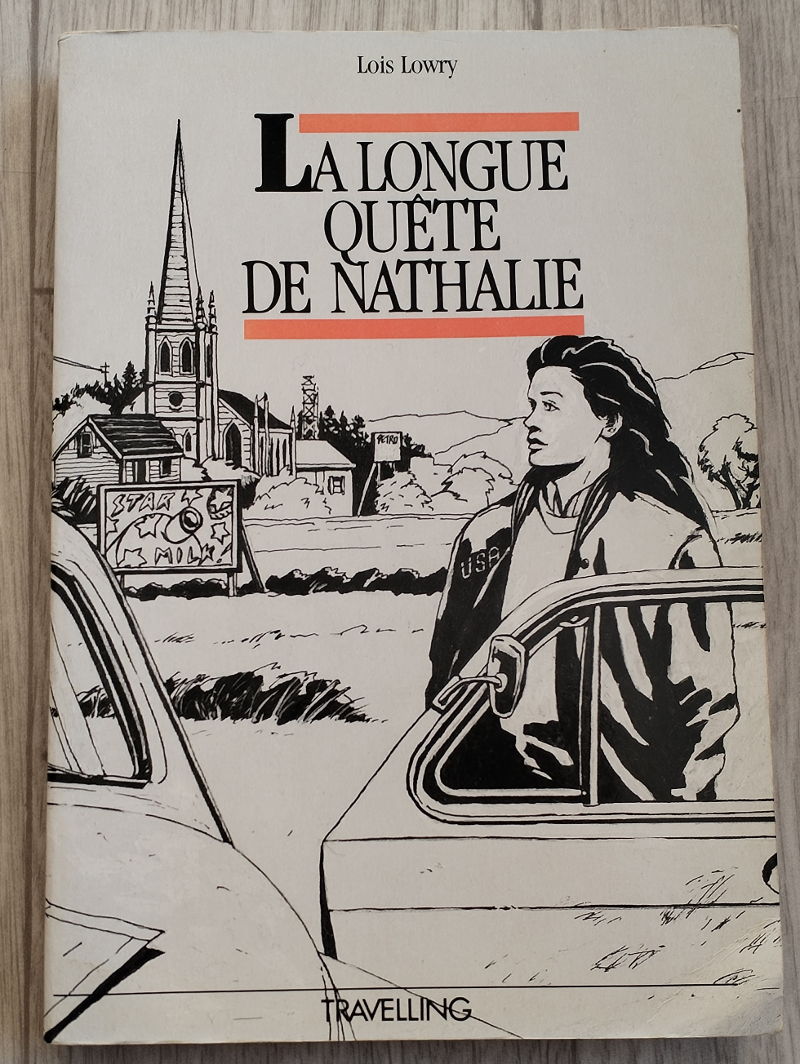 Lois Lowry
LA LONGUE
QUÊTE
DE NATHALIE
PETRO
STAR
MILK!
USA
TRAVELLING